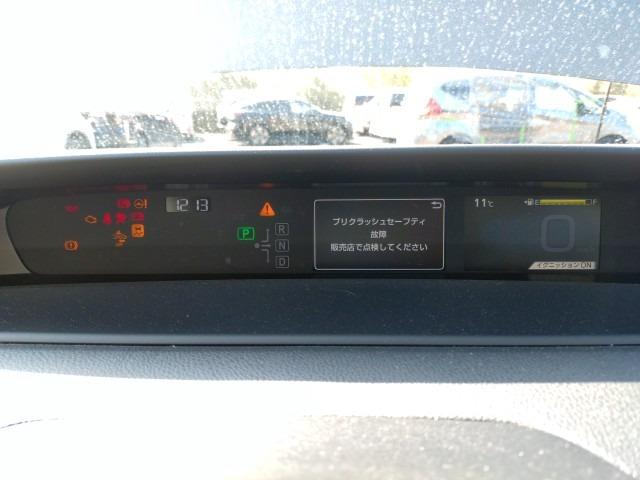 12:13
P
R
N
D
プリクラッシュセーフティ
故障
販売店で点検してください
11℃
E
F
0
イグニッションON